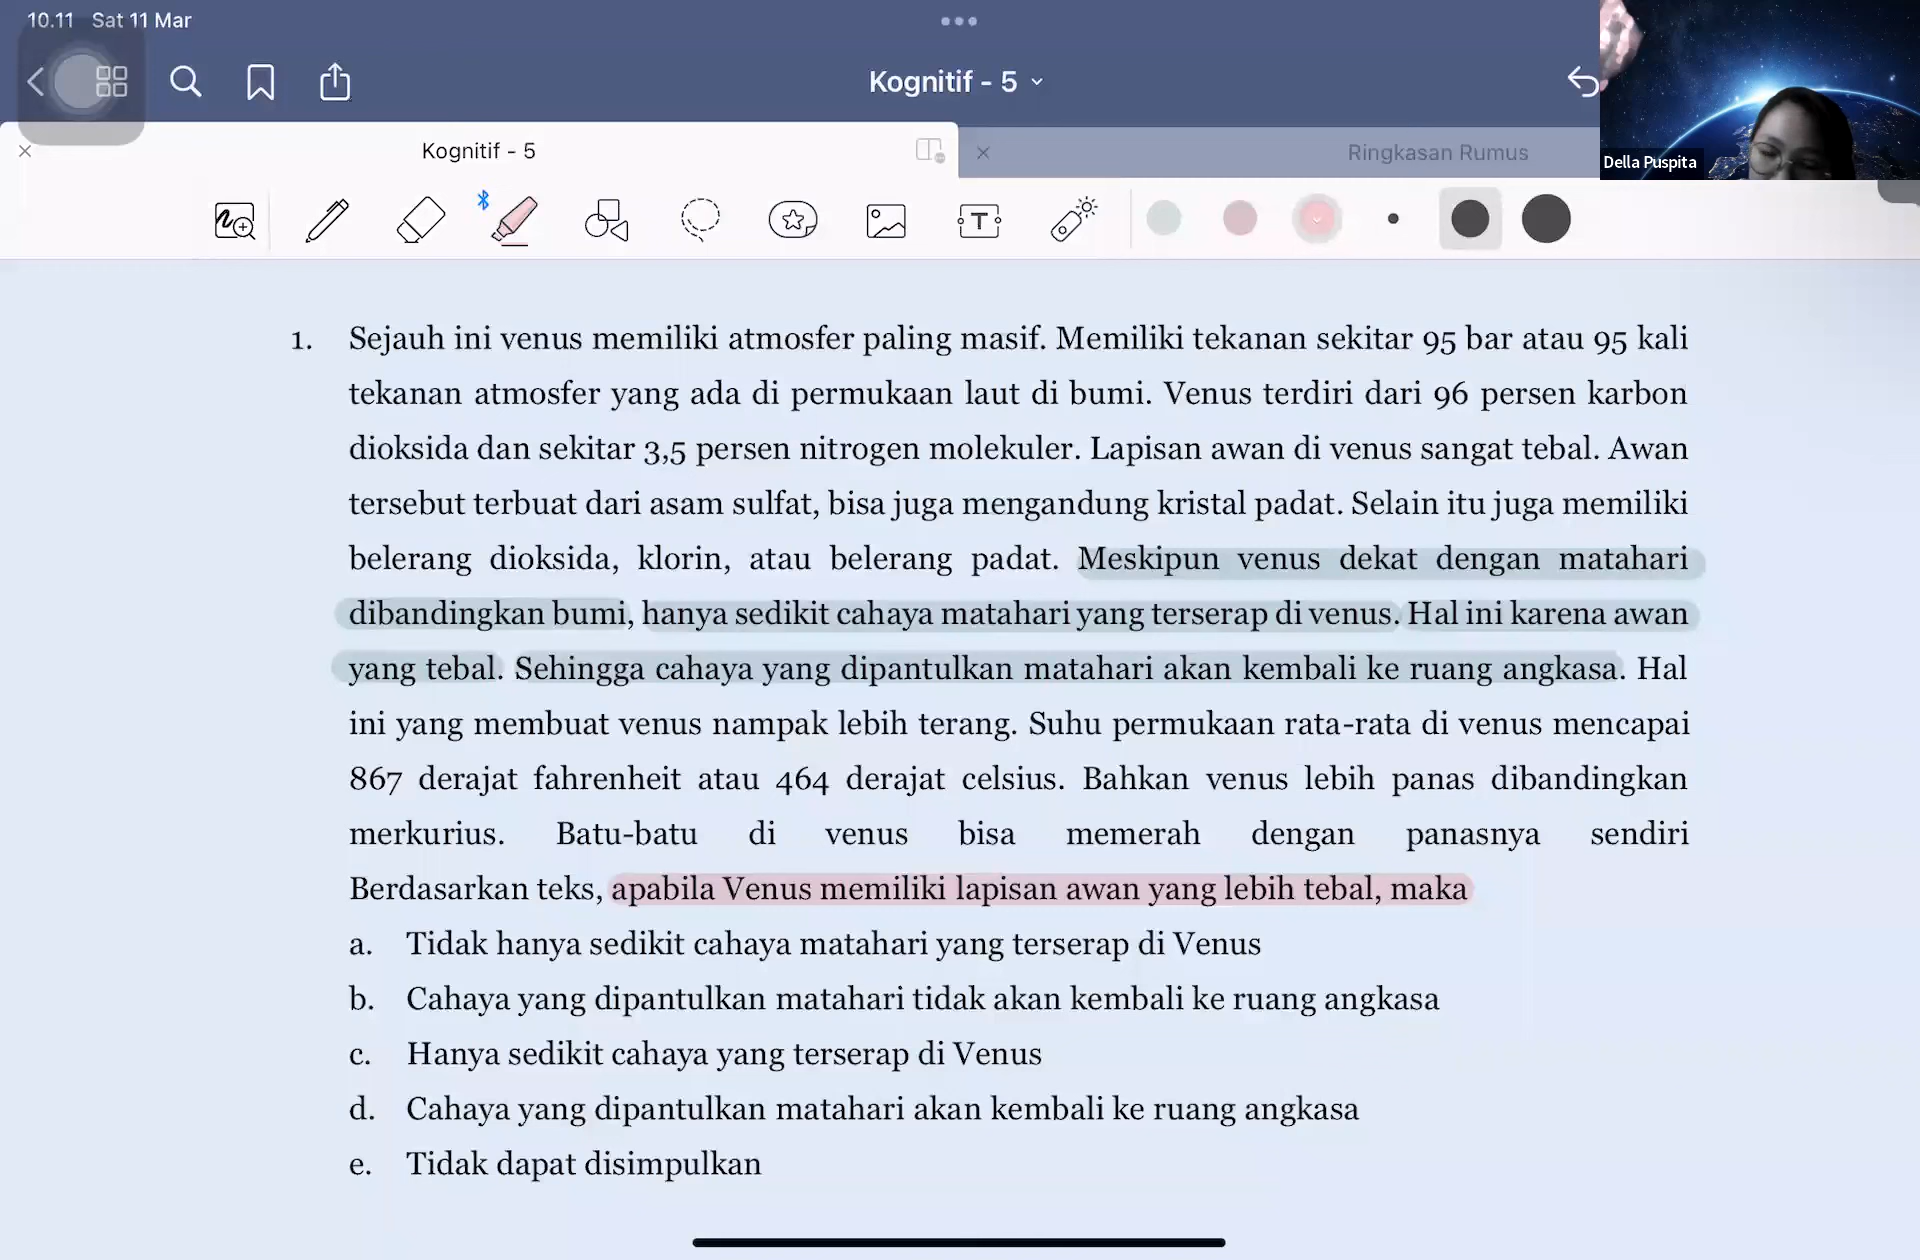 10.11 Sat 11 Mar
Kognitif - 5
Della Puspita
Kognitif - 5
Ringkasan Rumus
T
1. Sejauh ini venus memiliki atmosfer paling masif. Memiliki tekanan sekitar 95 bar atau 95 kali
tekanan atmosfer yang ada di permukaan laut di bumi. Venus terdiri dari 96 persen karbon
dioksida dan sekitar 3,5 persen nitrogen molekuler. Lapisan awan di venus sangat tebal. Awan
tersebut terbuat dari asam sulfat, bisa juga mengandung kristal padat. Selain itu juga memiliki
belerang dioksida, klorin, atau belerang padat. Meskipun venus dekat dengan matahari
dibandingkan bumi, hanya sedikit cahaya matahari yang terserap di venus. Hal ini karena awan
yang tebal. Sehingga cahaya yang dipantulkan matahari akan kembali ke ruang angkasa. Hal
ini yang membuat venus nampak lebih terang. Suhu permukaan rata-rata di venus mencapai
867 derajat fahrenheit atau 464 derajat celsius. Bahkan venus lebih panas dibandingkan
merkurius. Batu-batu di venus bisa memerah dengan panasnya sendiri
Berdasarkan teks, apabila Venus memiliki lapisan awan yang lebih tebal, maka
a. Tidak hanya sedikit cahaya matahari yang terserap di Venus
b. Cahaya yang dipantulkan matahari tidak akan kembali ke ruang angkasa
c. Hanya sedikit cahaya yang terserap di Venus
d. Cahaya yang dipantulkan matahari akan kembali ke ruang angkasa
e. Tidak dapat disimpulkan